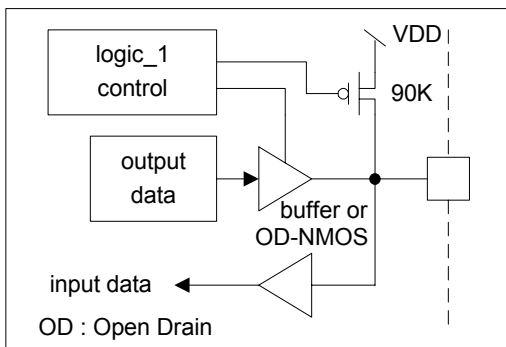 logic_1
control
VDD
90K
output
data
buffer or
OD-NMOS
input data
OD : Open Drain